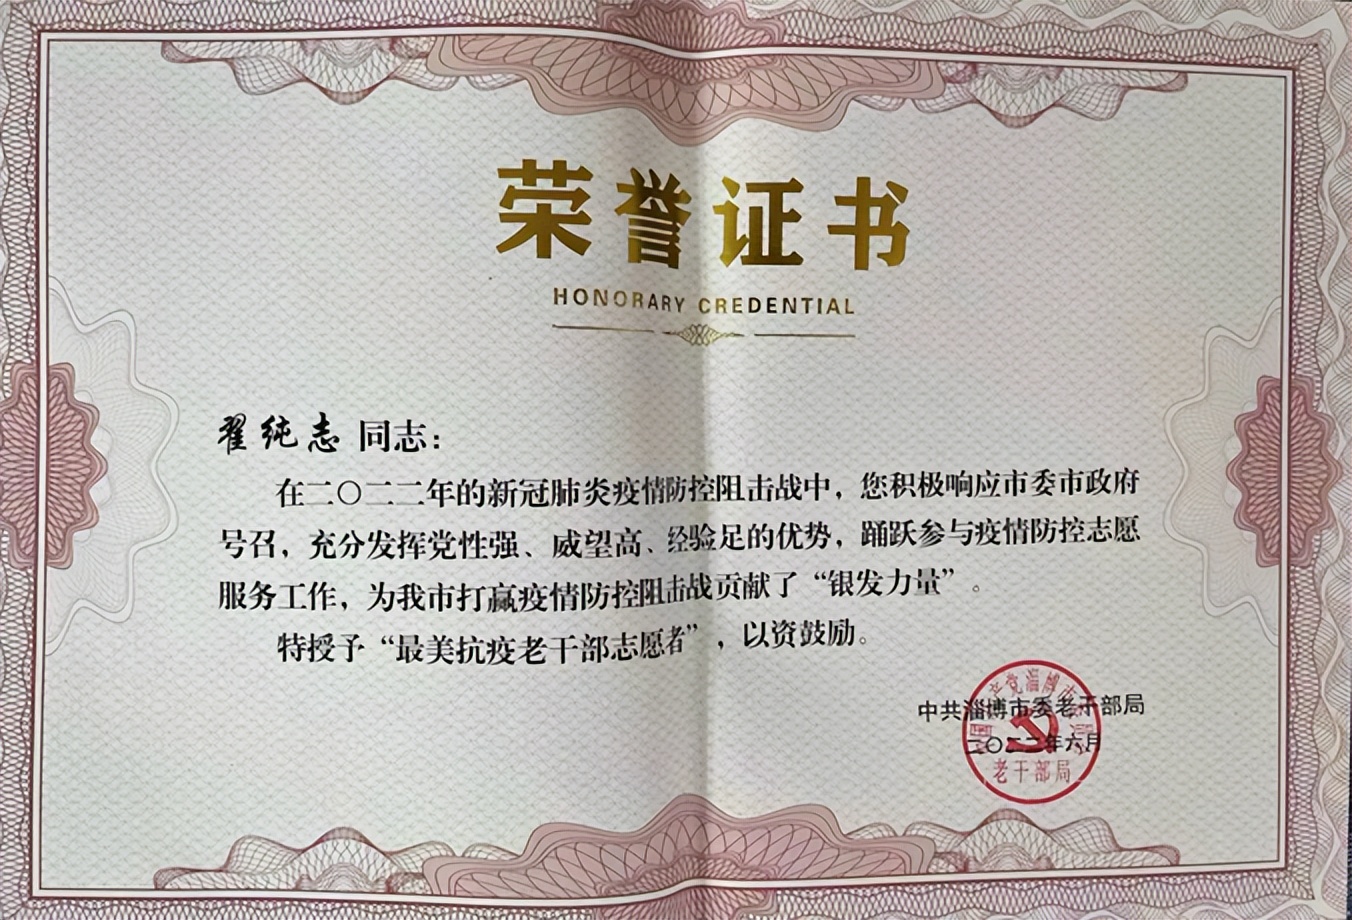 荣誉证书
HONORARY CREDENTIAL
翟纯志 同志：
在二〇二二年的新冠肺炎疫情防控阻击战中，您积极响应市委市政府
号召，充分发挥党性强、威望高、经验足的优势，踊跃参与疫情防控志愿
服务工作，为我市打赢疫情防控阻击战贡献了“银发力量”。
特授予“最美抗疫老干部志愿者”，以资鼓励。
中共淄博市委老干部局
二〇二二年六月
产党淄博市
老干部局